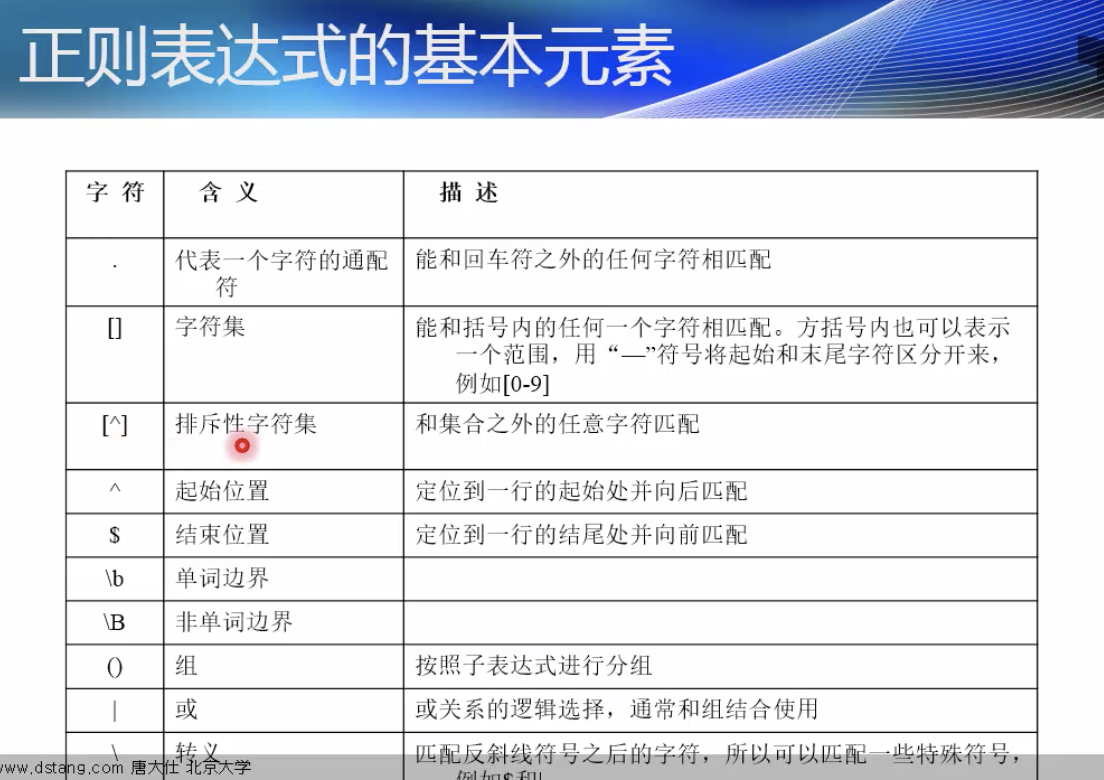 正则表达式的基本元素
字 符 含 义 描 述
. 代表一个字符的通配 能和回车符之外的任何字符相匹配
符
[] 字符集 能和括号内的任何一个字符相匹配。方括号内也可以表示
一个范围，用“—”符号将起始和末尾字符区分开来，
例如[0-9]
[^] 排斥性字符集 和集合之外的任意字符匹配
^ 起始位置 定位到一行的起始处并向后匹配
$ 结束位置 定位到一行的结尾处并向前匹配
\b 单词边界
\B 非单词边界
() 组 按照子表达式进行分组
| 或 或关系的逻辑选择，通常和组结合使用
\ 转义 匹配反斜线符号之后的字符，所以可以匹配一些特殊符号，
例如$和|
www.dstang.com 唐大仕 北京大学